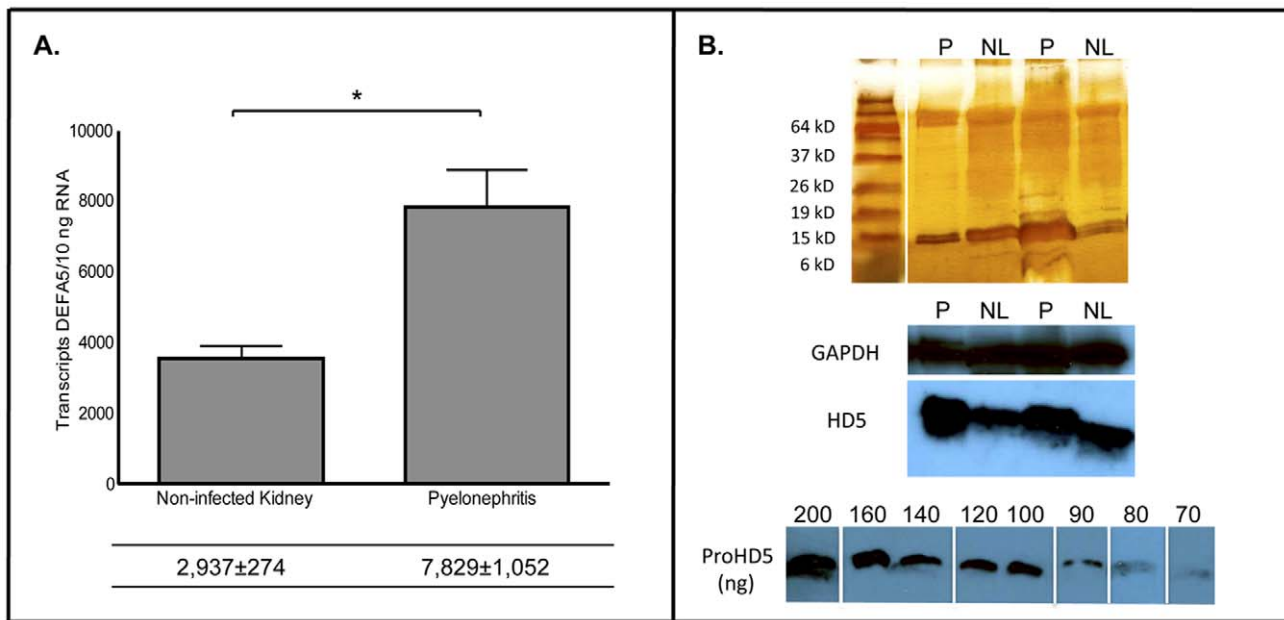 A.
*
Transcripts DEFA5/10 ng RNA
10000
8000
6000
4000
2000
0
Non-infected Kidney Pyelonephritis
2,937±274 7,829±1,052
B.
P NL P NL
64 kD
37 kD
26 kD
19 kD
15 kD
6 kD
P NL P NL
GAPDH
HD5
200 160 140 120 100 90 80 70
ProHD5
(ng)